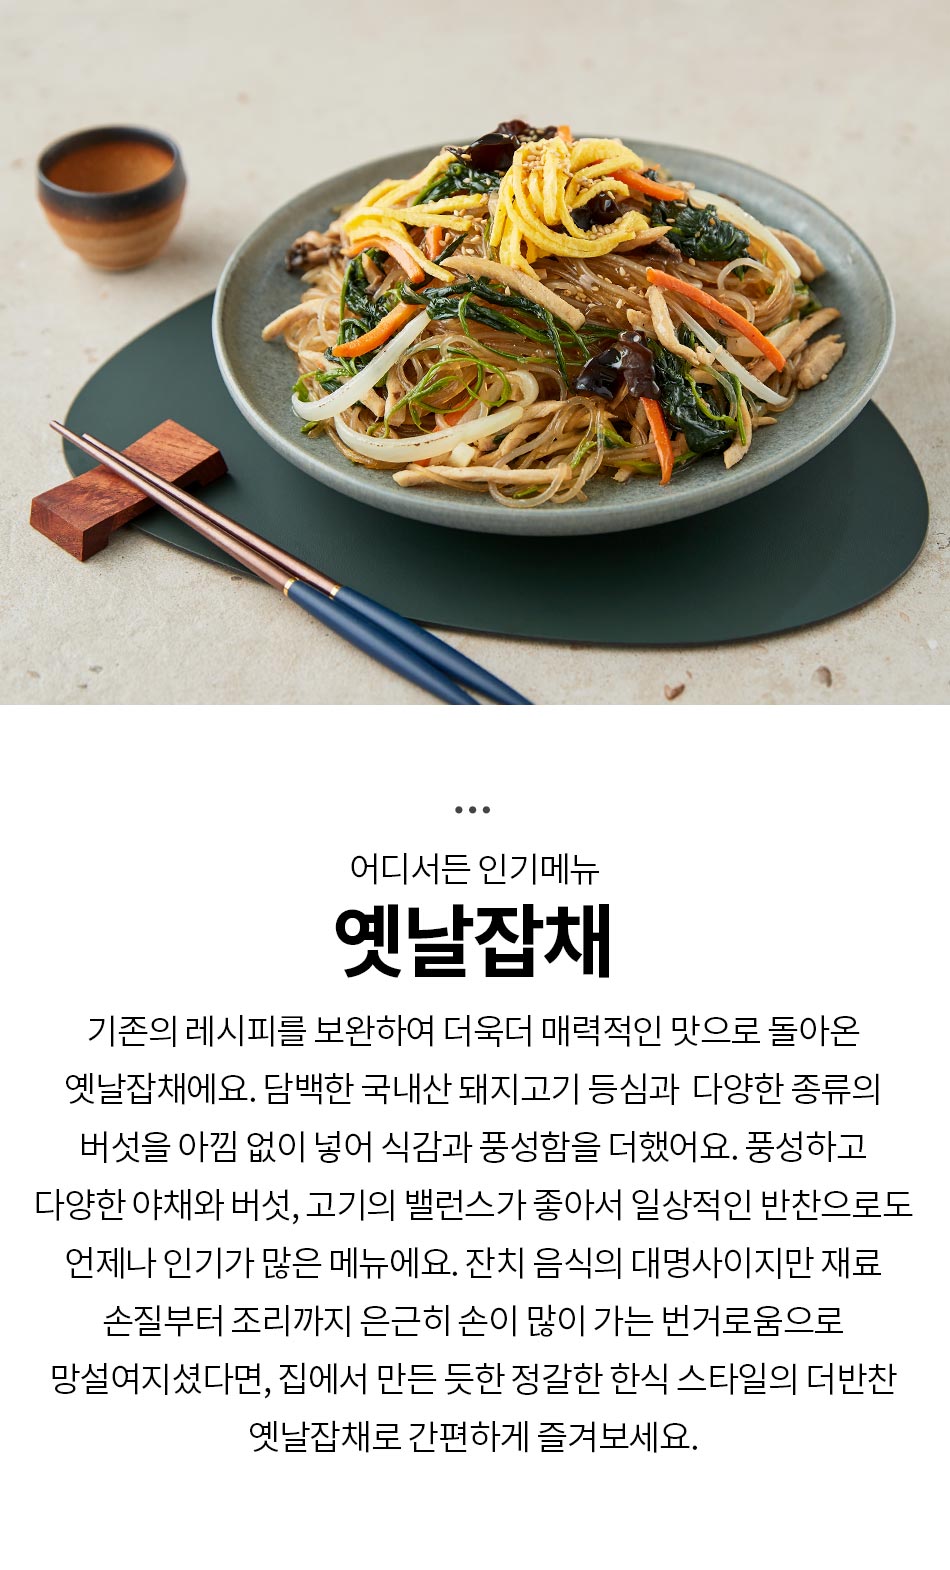 어디서든 인기메뉴
옛날잡채
기존의 레시피를 보완하여 더욱더 매력적인 맛으로 돌아온
옛날잡채에요. 담백한 국내산 돼지고기 등심과 다양한 종류의
버섯을 아낌 없이 넣어 식감과 풍성함을 더했어요. 풍성하고
다양한 야채와 버섯, 고기의 밸런스가 좋아서 일상적인 반찬으로도
언제나 인기가 많은 메뉴에요. 잔치 음식의 대명사이지만 재료
손질부터 조리까지 은근히 손이 많이 가는 번거로움으로
망설여지셨다면, 집에서 만든 듯한 정갈한 한식 스타일의 더반찬
옛날잡채로 간편하게 즐겨보세요.